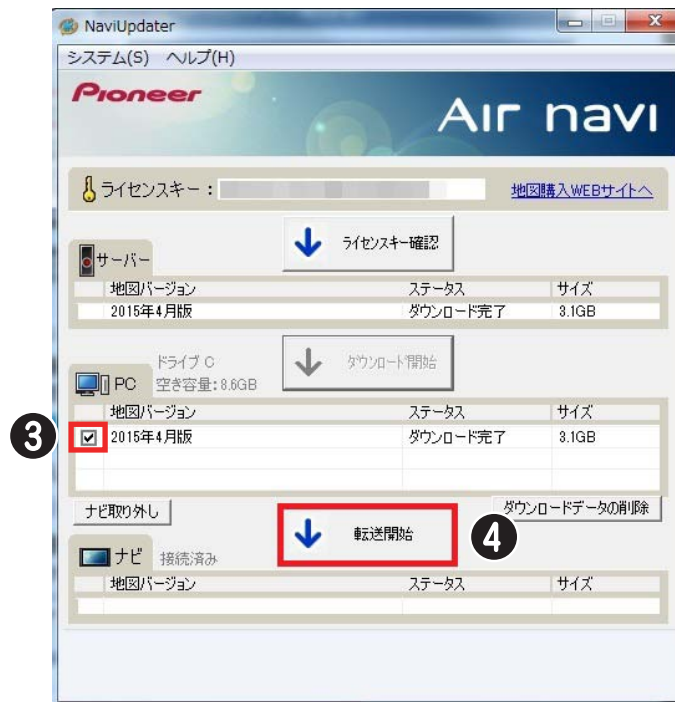 NaviUpdater
システム(S) ヘルプ(H)
Pioneer
AIr navi
ライセンスキー：
地図購入WEBサイトへ
ライセンスキー確認
サーバー
地図バージョン ステータス サイズ
2015年4月版 ダウンロード完了 3.1GB
ドライブ C
ダウンロード開始
PC 空き容量：8.6GB
地図バージョン ステータス サイズ
3 2015年4月版 ダウンロード完了 3.1GB
ナビ取り外し
ダウンロードデータの削除
転送開始 4
ナビ 接続済み
地図バージョン ステータス サイズ